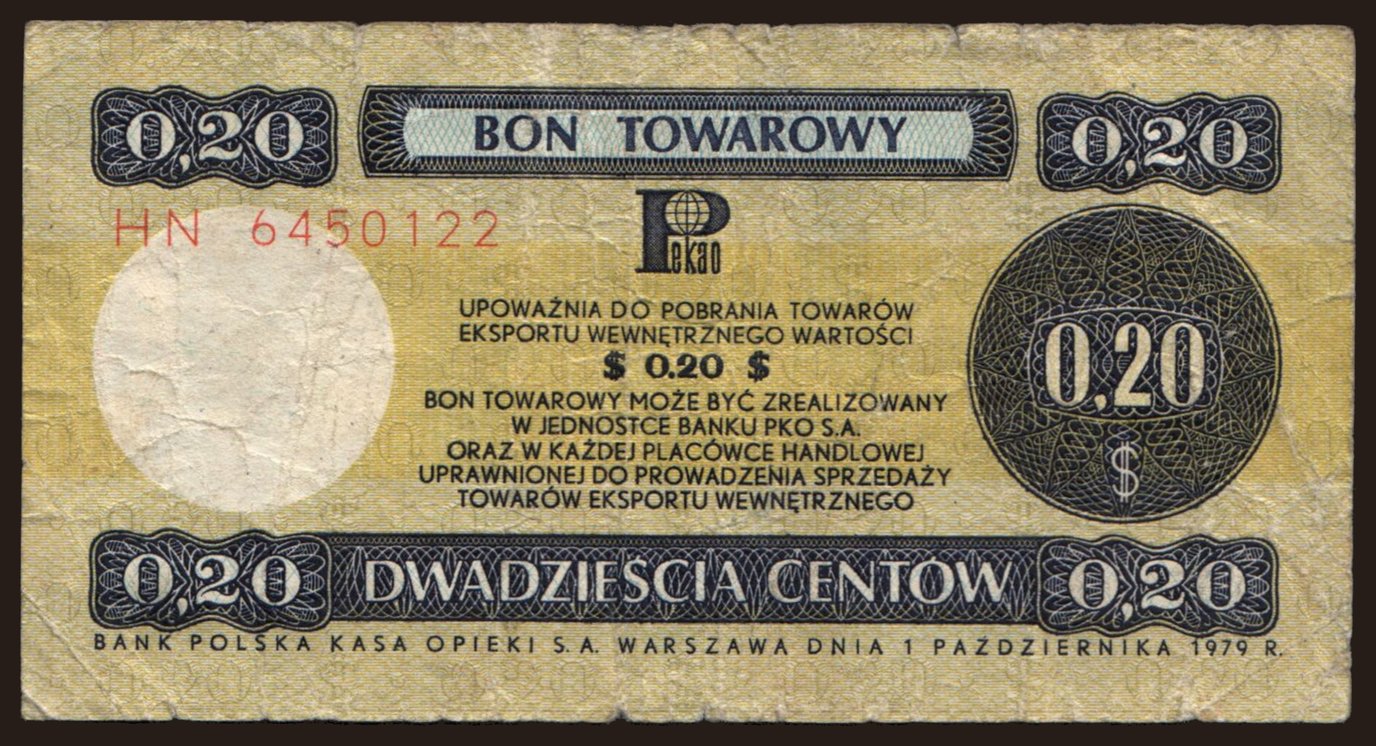 0,20 BON TOWAROWY 0,20
HN 6450122
Pekao
UPOWAŻNIA DO POBRANIA TOWARÓW
EKSPORTU WEWNĘTRZNEGO WARTOŚCI
$ 0.20 $
BON TOWAROWY MOŻE BYĆ ZREALIZOWANY
W JEDNOSTCE BANKU PKO S.A.
ORAZ W KAŻDEJ PLACÓWCE HANDLOWEJ
UPRAWNIONEJ DO PROWADZENIA SPRZEDAŻY
TOWARÓW EKSPORTU WEWNĘTRZNEGO
0,20
$
0,20 DWADZIEŚCIA CENTÓW 0,20
BANK POLSKA KASA OPIEKI S.A. WARSZAWA DNIA 1 PAŹDZIERNIKA 1979 R.